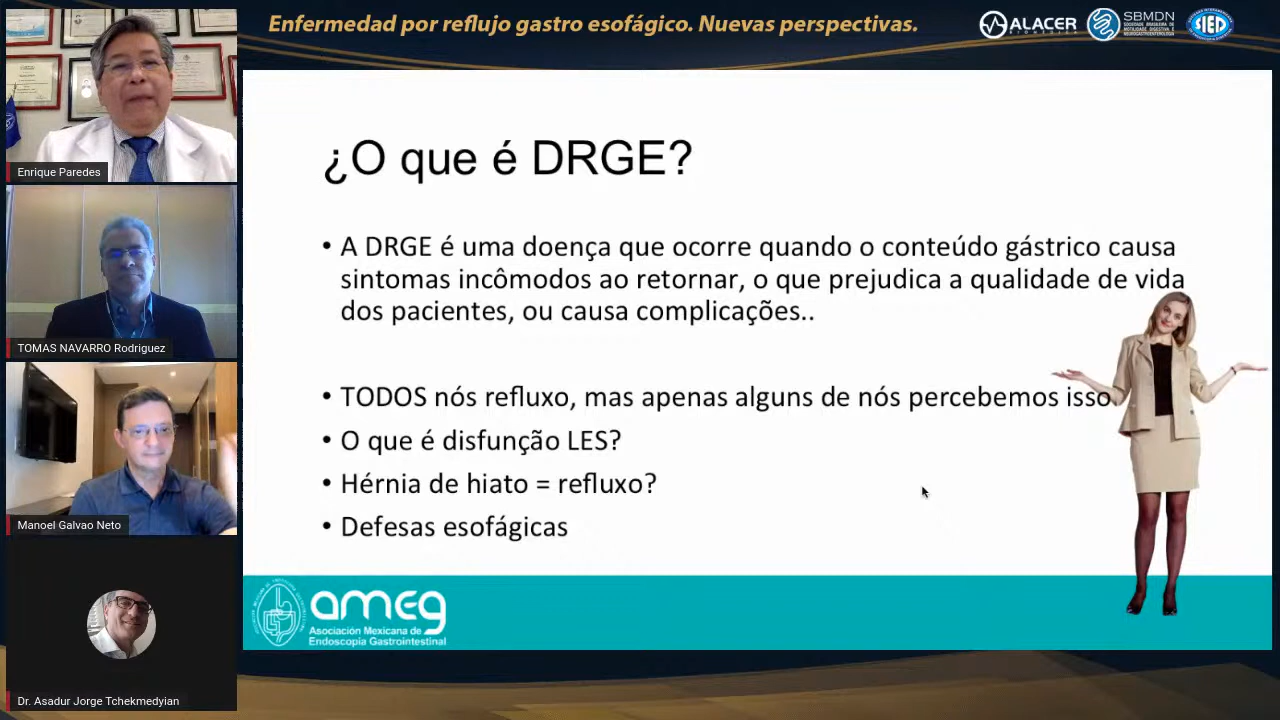 Enfermedad por reflujo gastro esofágico. Nuevas perspectivas.
ALACER
BIOMÉDICA
SBMDN
SIED
Enrique Paredes
TOMAS NAVARRO Rodriguez
Manoel Galvao Neto
Dr. Asadur Jorge Tchekmedyian
¿O que é DRGE?
• A DRGE é uma doença que ocorre quando o conteúdo gástrico causa
sintomas incômodos ao retornar, o que prejudica a qualidade de vida
dos pacientes, ou causa complicações..
• TODOS nós refluxo, mas apenas alguns de nós percebemos isso
• O que é disfunção LES?
• Hérnia de hiato = refluxo?
• Defesas esofágicas
ameg
Asociación Mexicana de
Endoscopia Gastrointestinal